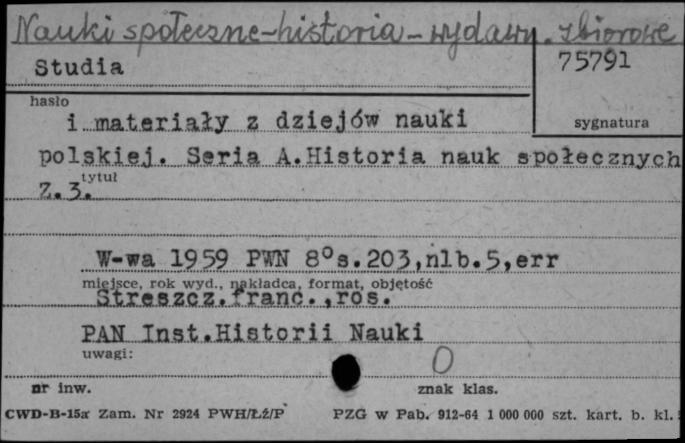 Nauki społeczne-historia-wydawn. zbiorowe
Studia
75791
hasło
sygnatura
i materiały z dziejów nauki
polskiej. Seria A.Historia nauk społecznych
tytuł
Z.3.
W-wa 1959 PWN 8°s.203,nlb.5,err
miejsce, rok wyd., nakładca, format, objętość
Streszcz.franc.,ros.
PAN Inst.Historii Nauki
uwagi:
0
nr inw.
znak klas.
CWD-B-15a Zam. Nr 2924 PWH/Łź/P PZG w Pab. 912-64 1 000 000 szt. kart. b. kl.